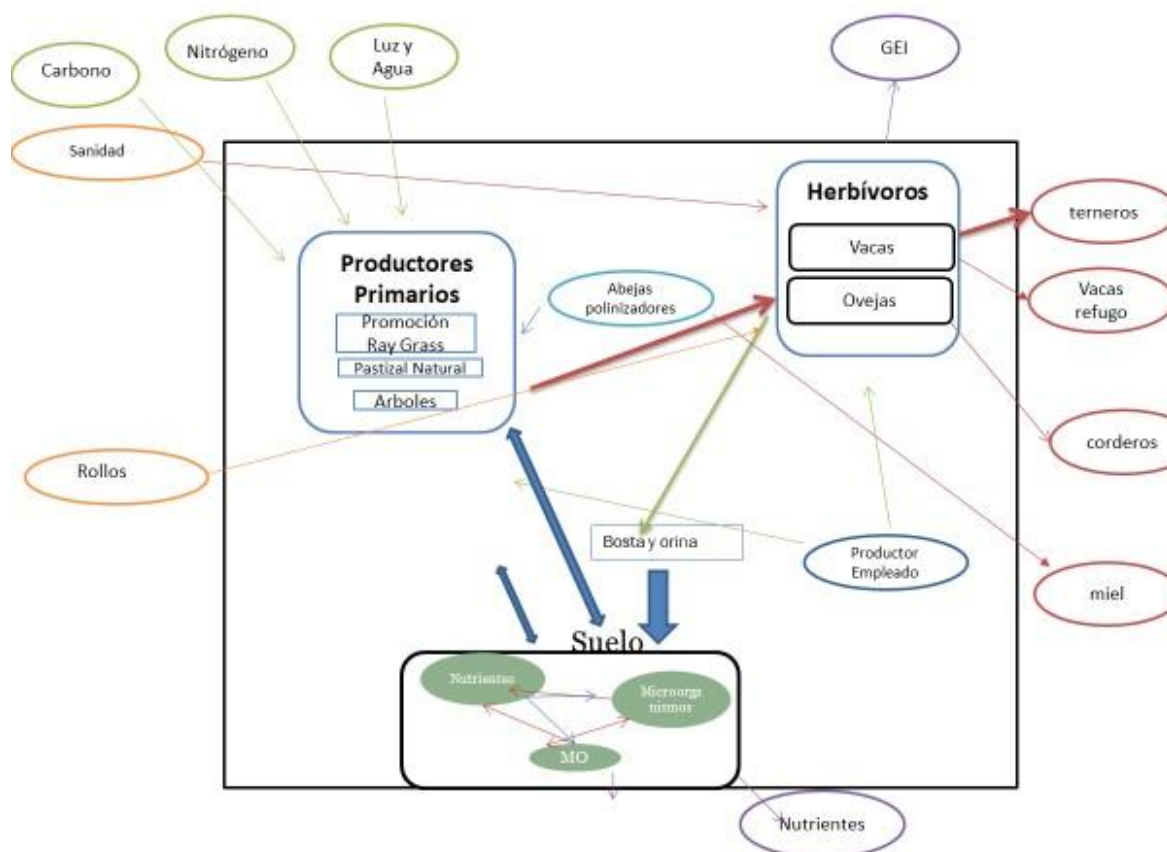 Carbono
Nitrógeno
Luz y
Agua
GEI
Sanidad
Herbívoros
Vacas
Ovejas
terneros
Vacas
refugo
Productores
Primarios
Promoción
Ray Grass
Pastizal Natural
Arboles
Abejas
polinizadores
Rollos
corderos
Bosta y orina
Productor
Empleado
miel
Suelo
Nutrientes
Microorga
nismos
MO
Nutrientes